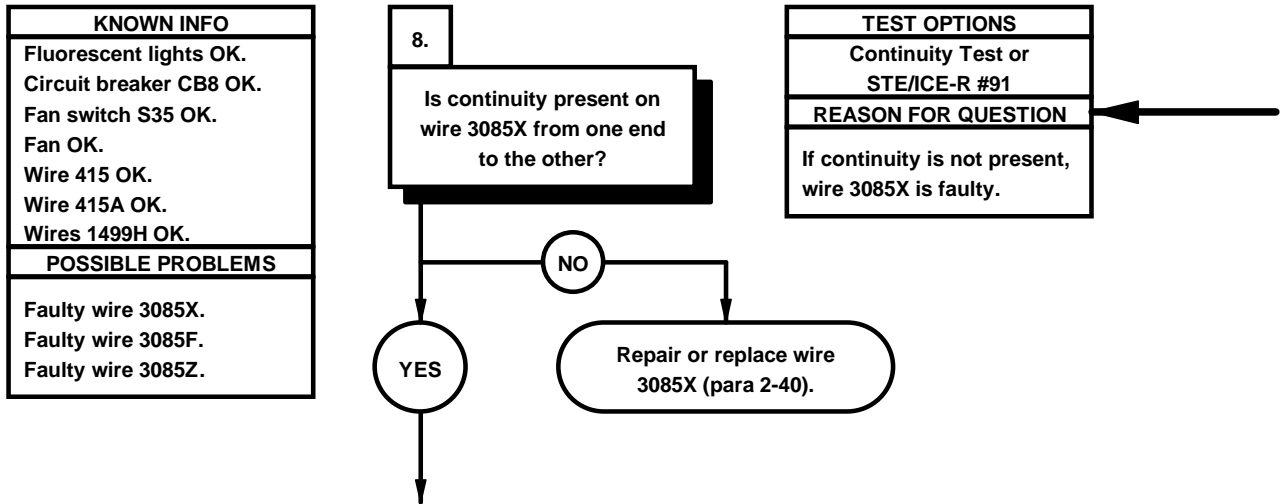 KNOWN INFO
Fluorescent lights OK.
Circuit breaker CB8 OK.
Fan switch S35 OK.
Fan OK.
Wire 415 OK.
Wire 415A OK.
Wires 1499H OK.
POSSIBLE PROBLEMS
Faulty wire 3085X.
Faulty wire 3085F.
Faulty wire 3085Z.
8.
Is continuity present on
wire 3085X from one end
to the other?
NO
YES
Repair or replace wire
3085X (para 2-40).
TEST OPTIONS
Continuity Test or
STE/ICE-R #91
REASON FOR QUESTION
If continuity is not present,
wire 3085X is faulty.